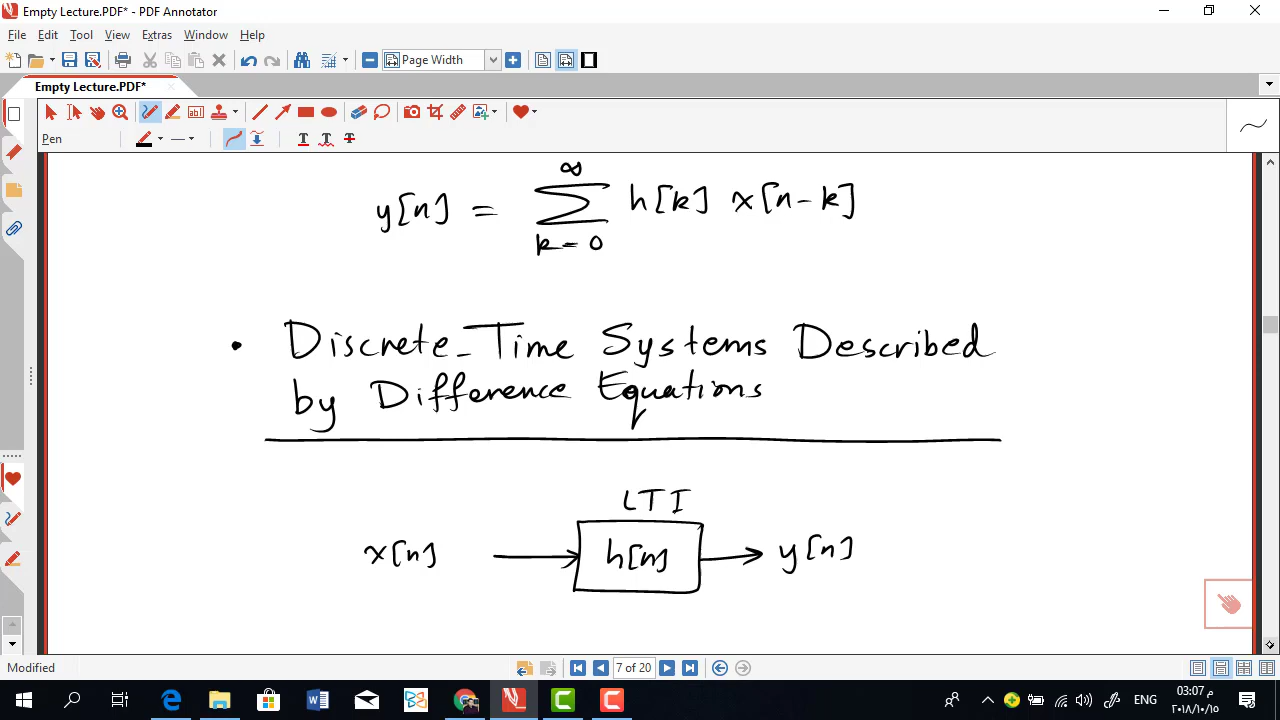 Empty Lecture.PDF* - PDF Annotator
File Edit Tool View Extras Window Help
Page Width
Empty Lecture.PDF*
Pen
y[n] = ∞ Σ k=0 h[k] x[n-k]
• Discrete-Time Systems Described
by Difference Equations
LTI
x[n] h[n] y[n]
Modified
7 of 20
ENG
03:07 م
٢٠١٨/١٠/١٥